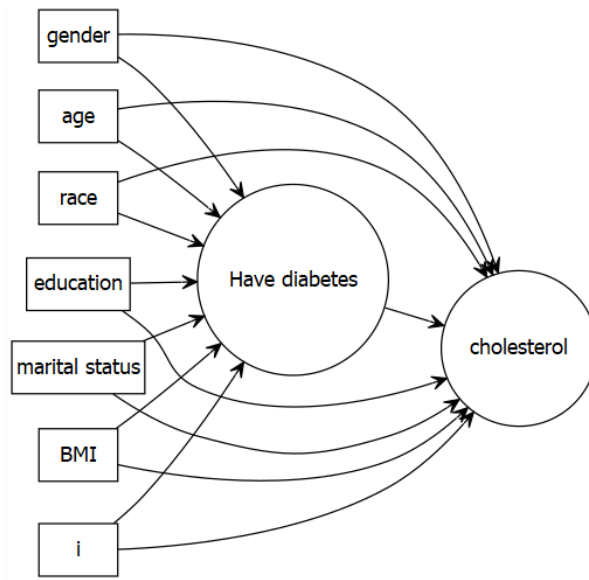 gender
age
race
education
Have diabetes
cholesterol
marital status
BMI
i